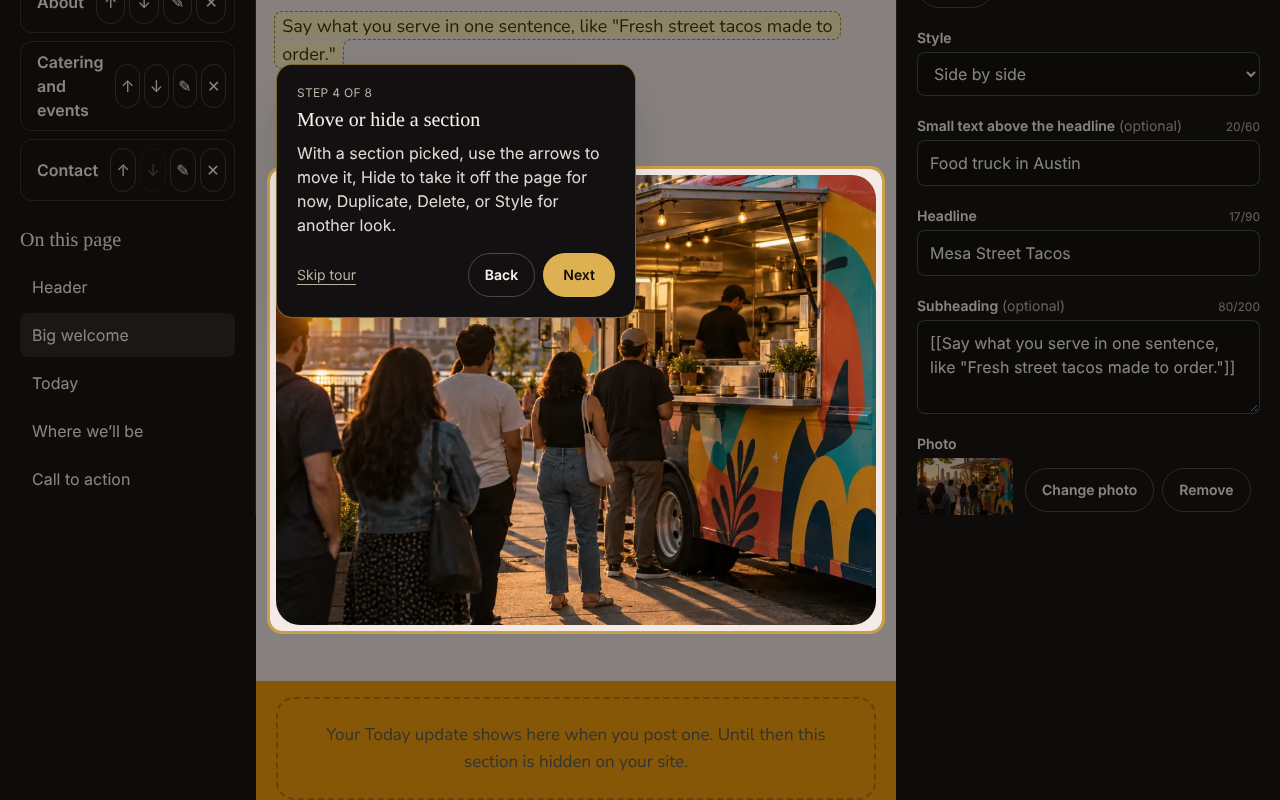 About
↑
↓
✎
✕
Catering
and
events
↑
↓
✎
✕
Contact
↑
↓
✎
✕
On this page
Header
Big welcome
Today
Where we’ll be
Call to action
Say what you serve in one sentence, like "Fresh street tacos made to
order."
STEP 4 OF 8
Move or hide a section
With a section picked, use the arrows to
move it, Hide to take it off the page for
now, Duplicate, Delete, or Style for
another look.
Skip tour
Back
Next
Your Today update shows here when you post one. Until then this
section is hidden on your site.
Style
Side by side
Small text above the headline (optional) 20/60
Food truck in Austin
Headline 17/90
Mesa Street Tacos
Subheading (optional) 80/200
[[Say what you serve in one sentence,
like "Fresh street tacos made to order."]]
Photo
Change photo
Remove